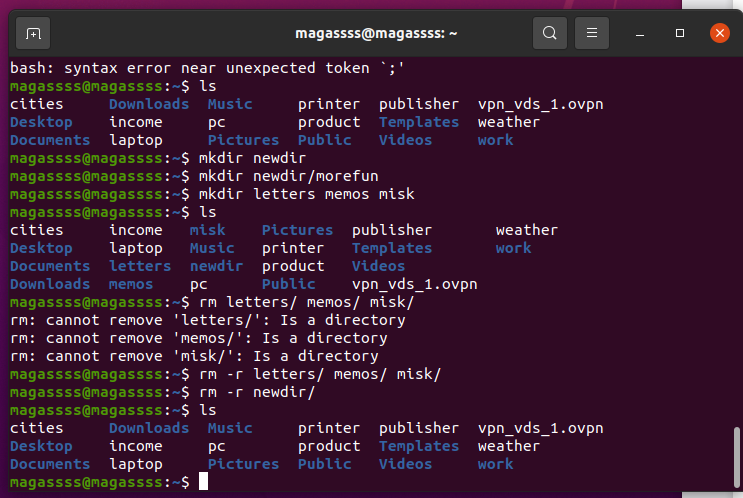 magassss@magassss: ~
bash: syntax error near unexpected token `;'
magassss@magassss:~$ ls
cities     Downloads  Music     printer  publisher  vpn_vds_1.ovpn
Desktop    income     pc        product  Templates  weather
Documents  laptop     Pictures  Public   Videos     work
magassss@magassss:~$ mkdir newdir
magassss@magassss:~$ mkdir newdir/morefun
magassss@magassss:~$ mkdir letters memos misk
magassss@magassss:~$ ls
cities     income   misk    Pictures  publisher       weather
Desktop    laptop   Music   printer   Templates       work
Documents  letters  newdir  product   Videos
Downloads  memos    pc      Public    vpn_vds_1.ovpn
magassss@magassss:~$ rm letters/ memos/ misk/
rm: cannot remove 'letters/': Is a directory
rm: cannot remove 'memos/': Is a directory
rm: cannot remove 'misk/': Is a directory
magassss@magassss:~$ rm -r letters/ memos/ misk/
magassss@magassss:~$ rm -r newdir/
magassss@magassss:~$ ls
cities     Downloads  Music     printer  publisher  vpn_vds_1.ovpn
Desktop    income     pc        product  Templates  weather
Documents  laptop     Pictures  Public   Videos     work
magassss@magassss:~$